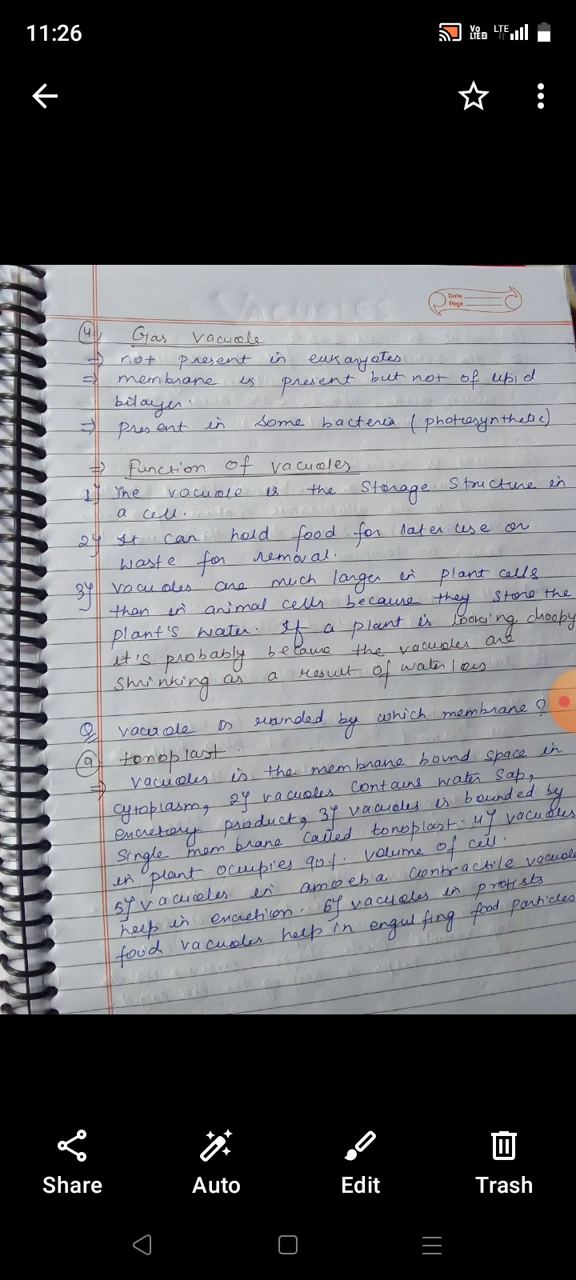 11:26
Vo
LTE D
LTE
VACUOLES
Date
Page
(4) Gas vacuole
→ not present in eukaryotes
⇒ membrane is present but not of lipid
bilayer.
⇒ present in some bacteria (photosynthetic)
⇒ Function of vacuoles
1} The vacuole is the storage structure in
a cell.
2} It can hold food for later use or
waste for removal.
3} vacuoles are much larger in plant cells
than in animal cells because they store the
plant's water. If a plant is looking droopy
it's probably because the vacuoles are
shrinking as a result of water loss
Q vacuole is rounded by which membrane?
(a) tonoplast.
⇒ vacuoles is the membrane bound space in
cytoplasm, 2} vacuoles contains water sap,
excretory product, 3} vacuoles is bounded by
single membrane called tonoplast. 4} vacuoles
in plant occupies 90% volume of cell.
5} vacuoles in amoeba contractile vacuole
help in excretion. 6} vacuoles in protists
food vacuoles help in engulfing food particles
Share
Auto
Edit
Trash